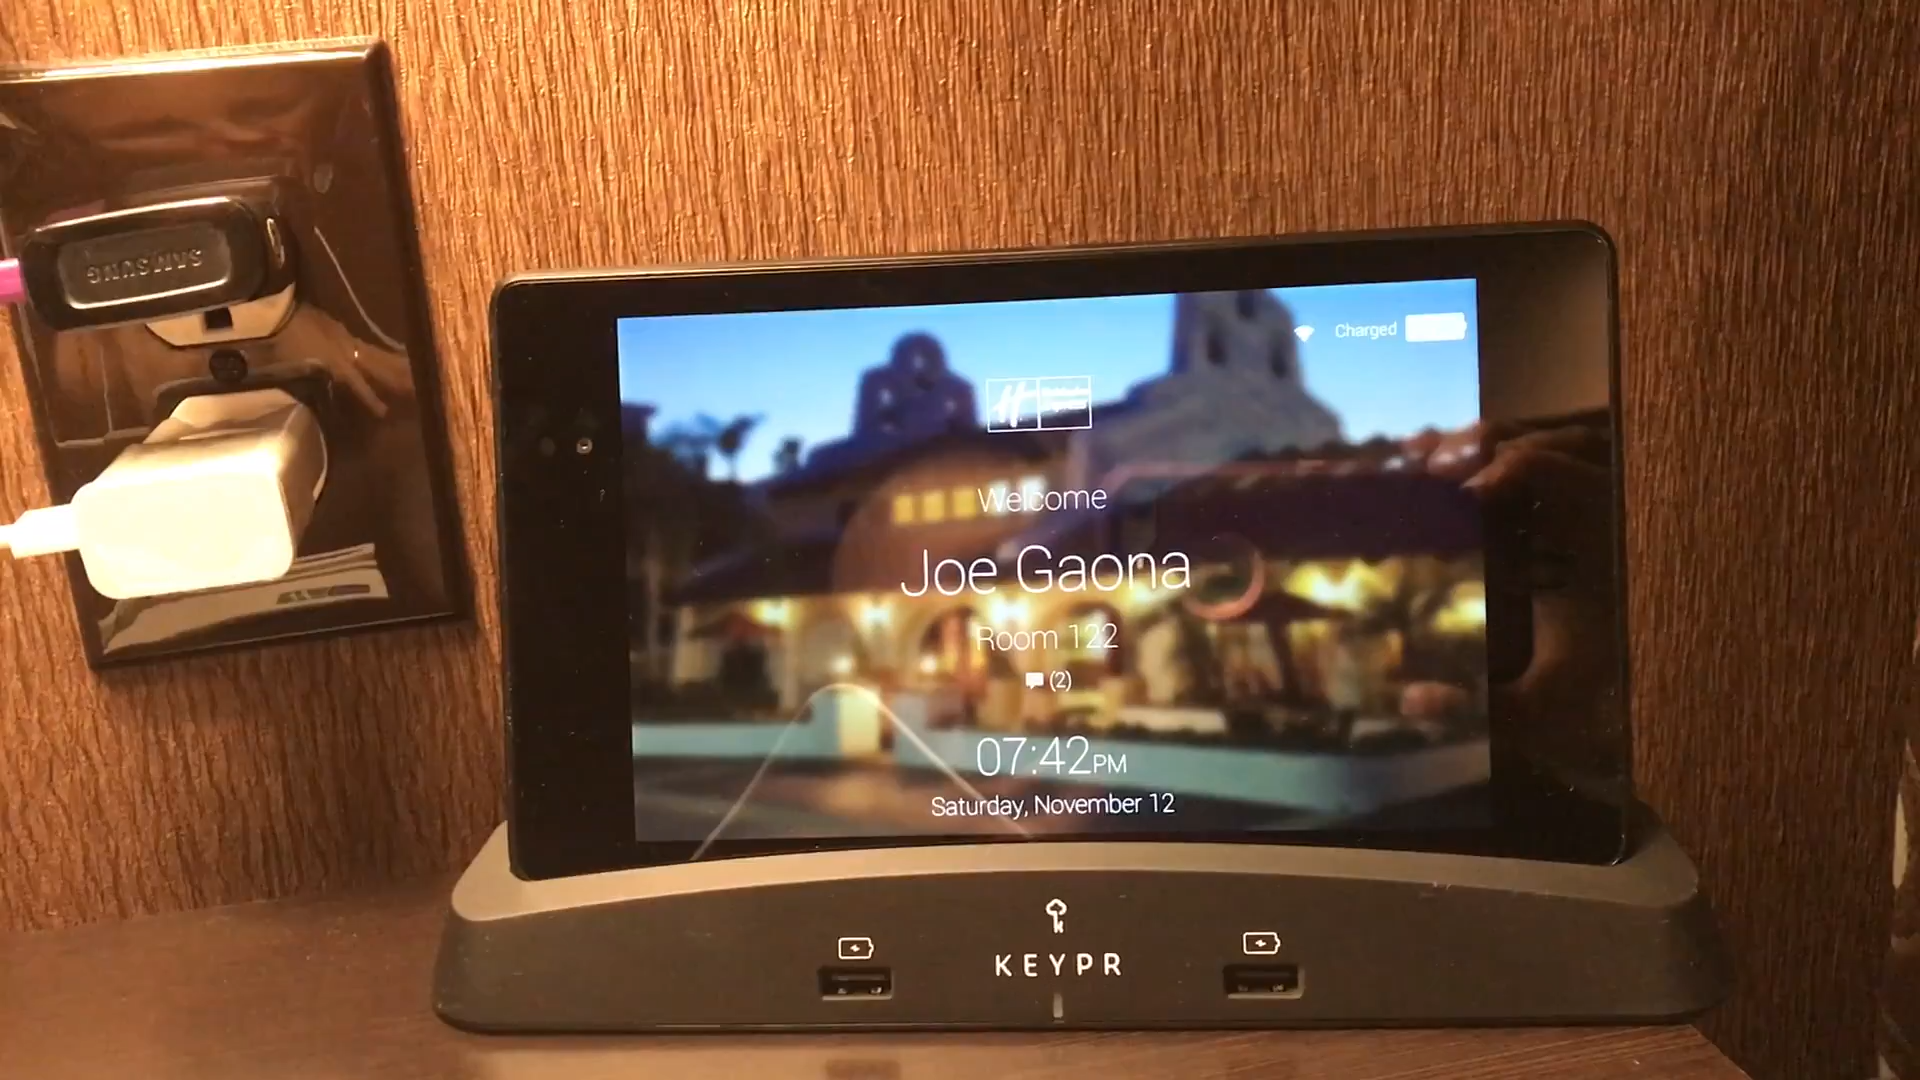 SAMSUNG
Charged
H
Welcome
Joe Gaona
Room 122
(2)
07:42PM
Saturday, November 12
KEYPR